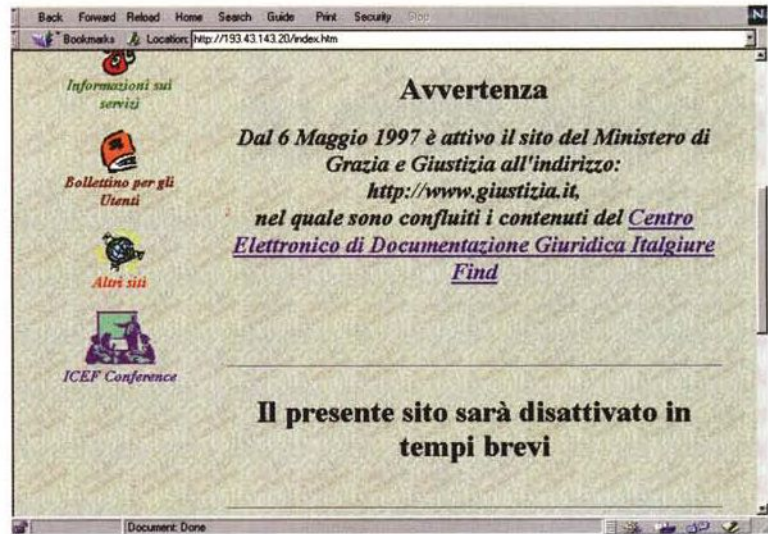 Back Forward Reload Home Search Guide Print Security Stop
Bookmarks Location: http://193.43.143.20/index.htm
N
Informazioni sui
servizi
Bollettino per gli
Utenti
Altri siti
ICEF Conference
Avvertenza
Dal 6 Maggio 1997 è attivo il sito del Ministero di
Grazia e Giustizia all'indirizzo:
http://www.giustizia.it,
nel quale sono confluiti i contenuti del Centro
Elettronico di Documentazione Giuridica Italgiure
Find
Il presente sito sarà disattivato in
tempi brevi
Document: Done